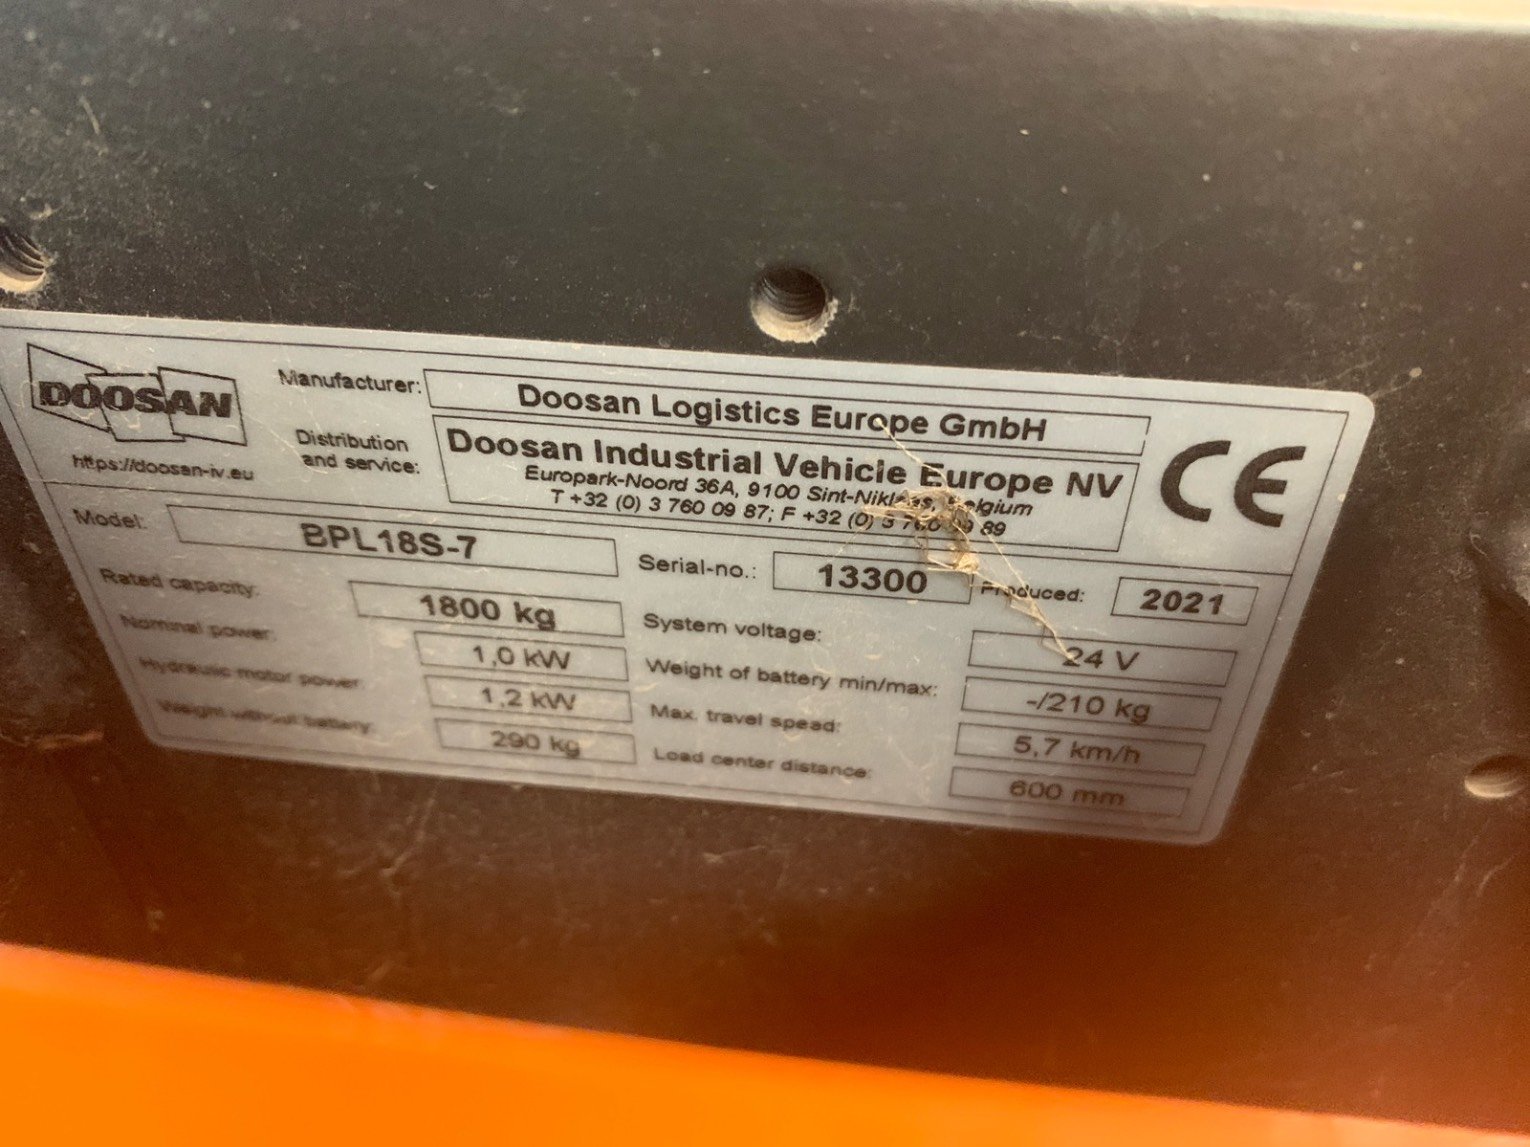 DOOSAN
https://doosan-iv.eu
Manufacturer: Doosan Logistics Europe GmbH
Distribution and service: Doosan Industrial Vehicle Europe NV
Europark-Noord 36A, 9100 Sint-Niklaas, Belgium
T +32 (0) 3 760 09 87; F +32 (0) 3 760 09 89
CE
Model: BPL18S-7
Serial-no.: 13300
Produced: 2021
Rated capacity: 1800 kg
System voltage: 24 V
Nominal power: 1,0 kW
Weight of battery min/max: -/210 kg
Hydraulic motor power: 1,2 kW
Max. travel spead: 5,7 km/h
Weight without battery: 290 kg
Load center distance: 600 mm